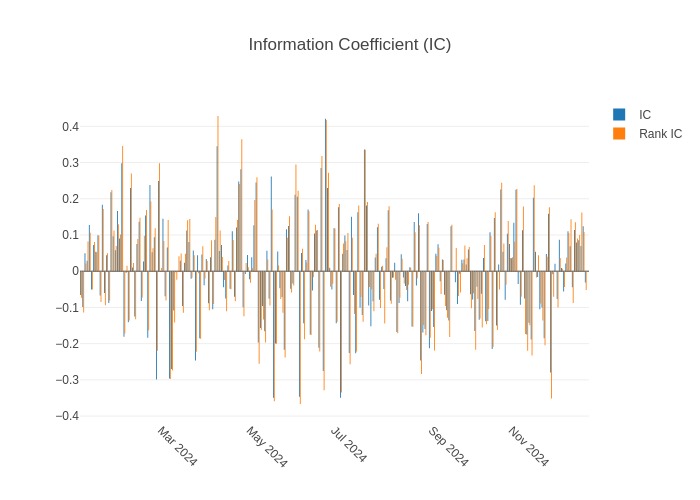 Information Coefficient (IC)
IC
Rank IC
0.4
0.3
0.2
0.1
0
−0.1
−0.2
−0.3
−0.4
Mar 2024
May 2024
Jul 2024
Sep 2024
Nov 2024